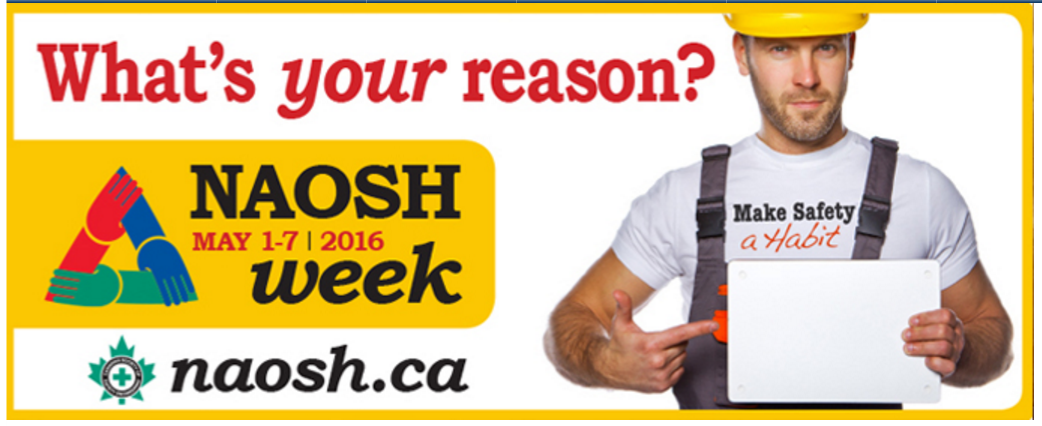 What's your reason?
NAOSH
MAY 1-7 | 2016
week
naosh.ca
Make Safety
a Habit